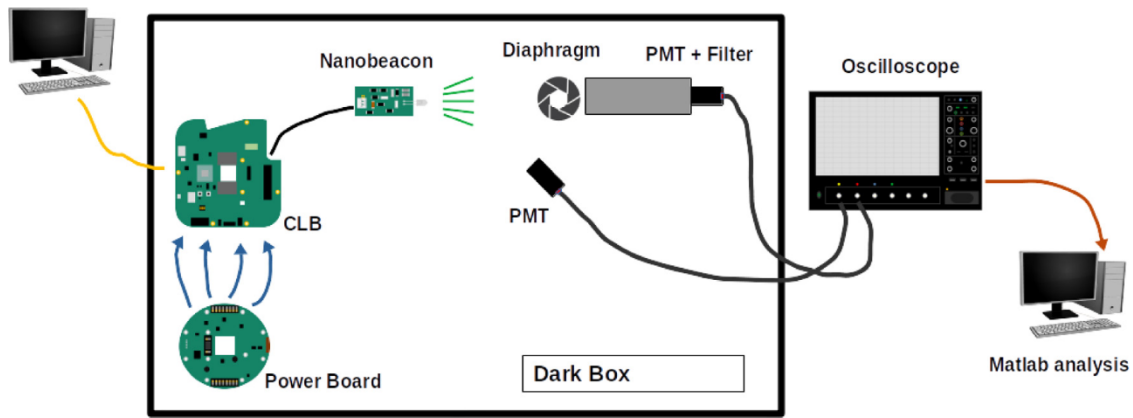 Nanobeacon
Diaphragm
PMT + Filter
Oscilloscope
CLB
PMT
Power Board
Dark Box
Matlab analysis